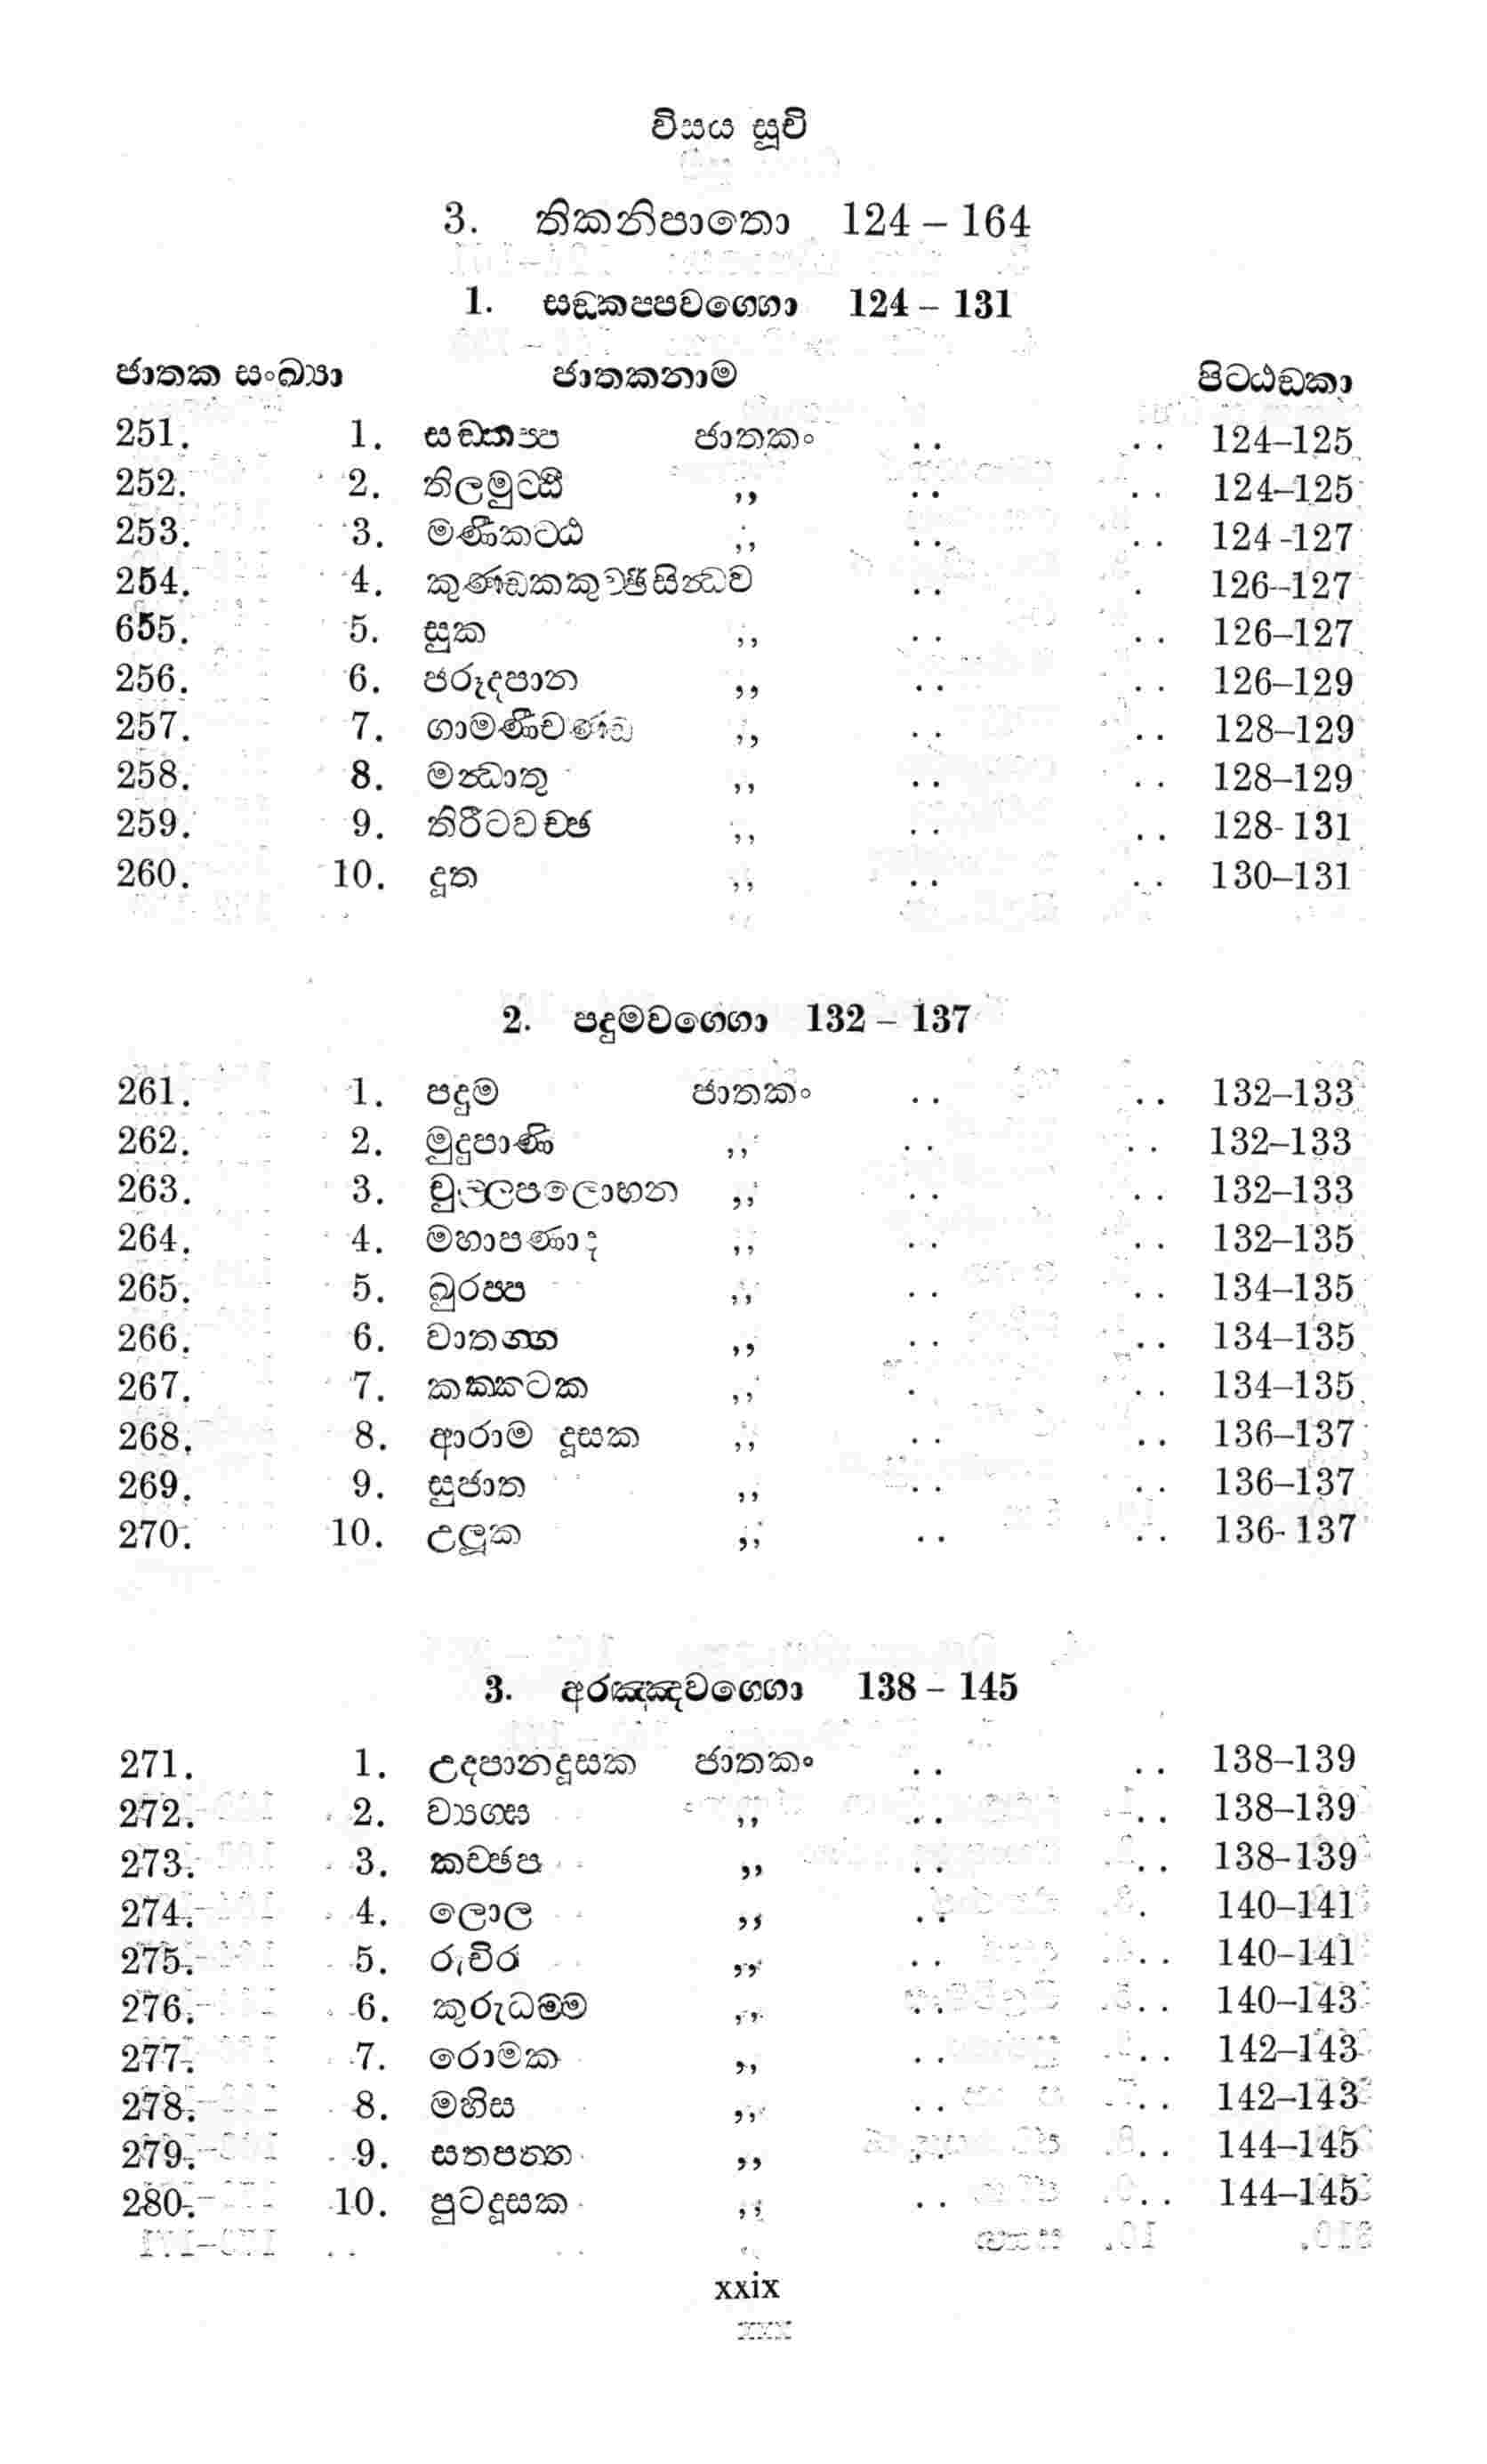 විසය සූචි
3. තිකනිපාතො 124 – 164
1. සඞ්කප්පවග්ගො 124 – 131
ජාතක සංඛ්‍යා ජාතකනාම පිට්ඨඞ්කා
251. 1. සඞ්කප්ප ජාතකං .. .. 124–125
252. 2. තිලමුට්ඨි ,, .. .. 124–125
253. 3. මණිකට්ඨ ,, .. .. 124-127
254. 4. කුණ්ඩකකුච්ඡිසින්ධව .. . 126–127
655. 5. සුක ,, .. .. 126–127
256. 6. ජරූදපාන ,, .. .. 126–129
257. 7. ගාමණිචණ්ඩ ,, .. .. 128–129
258. 8. මන්ධාතු ,, .. .. 128–129
259. 9. තිරීටවච්ඡ ,, .. .. 128-131
260. 10. දූත ,, .. .. 130–131
2. පදුමවග්ගො 132 – 137
261. 1. පදුම ජාතකං .. .. 132–133
262. 2. මුදුපාණි ,, .. .. 132–133
263. 3. චුල්ලපලොභන ,, .. .. 132–133
264. 4. මහාපණාද ,, .. .. 132–135
265. 5. ඛුරප්ප ,, .. .. 134–135
266. 6. වාතග්ග ,, .. .. 134–135
267. 7. කක්කටක ,, . .. 134–135
268. 8. ආරාම දූසක ,, .. .. 136–137
269. 9. සුජාත ,, .. .. 136–137
270. 10. උලූක ,, .. .. 136-137
3. අරඤ්ඤවග්ගො 138 – 145
271. 1. උදපානදූසක ජාතකං .. .. 138–139
272. 2. ව්‍යග්ඝ ,, .. .. 138–139
273. 3. කච්ඡප ,, .. .. 138–139
274. 4. ලොල ,, .. . 140–141
275. 5. රුචිර ,, .. .. 140–141
276. 6. කුරුධම්ම ,, .. .. 140–143
277. 7. රොමක ,, .. .. 142–143
278. 8. මහිස ,, .. .. 142–143
279. 9. සතපත්ත ,, .. .. 144–145
280. 10. පුටදූසක ,, .. .. 144–145
xxix